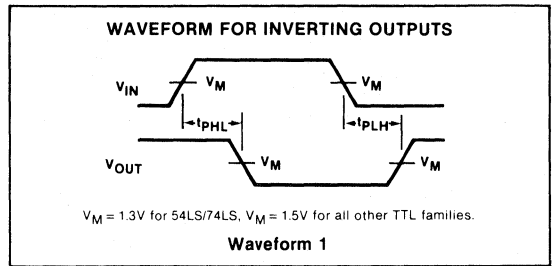 WAVEFORM FOR INVERTING OUTPUTS
VIN
VM
VM
tPHL
tPLH
VOUT
VM
VM
VM = 1.3V for 54LS/74LS, VM = 1.5V for all other TTL families.
Waveform 1